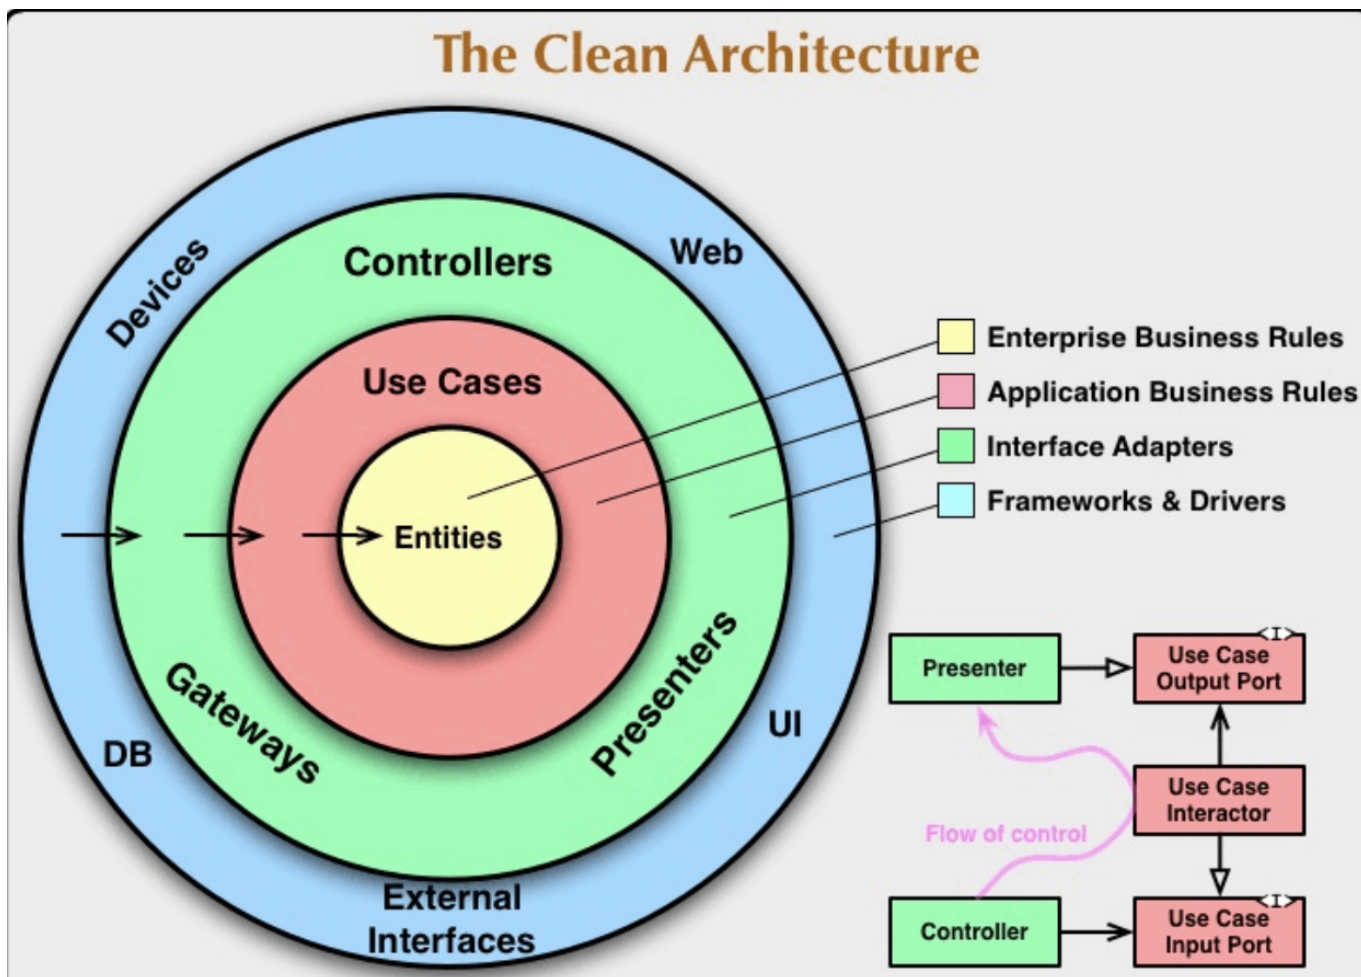 The Clean Architecture
Devices
Controllers
Web
Use Cases
Entities
Gateways
Presenters
DB
UI
External
Interfaces
Enterprise Business Rules
Application Business Rules
Interface Adapters
Frameworks & Drivers
Presenter
<I>
Use Case
Output Port
Use Case
Interactor
Flow of control
Controller
<I>
Use Case
Input Port